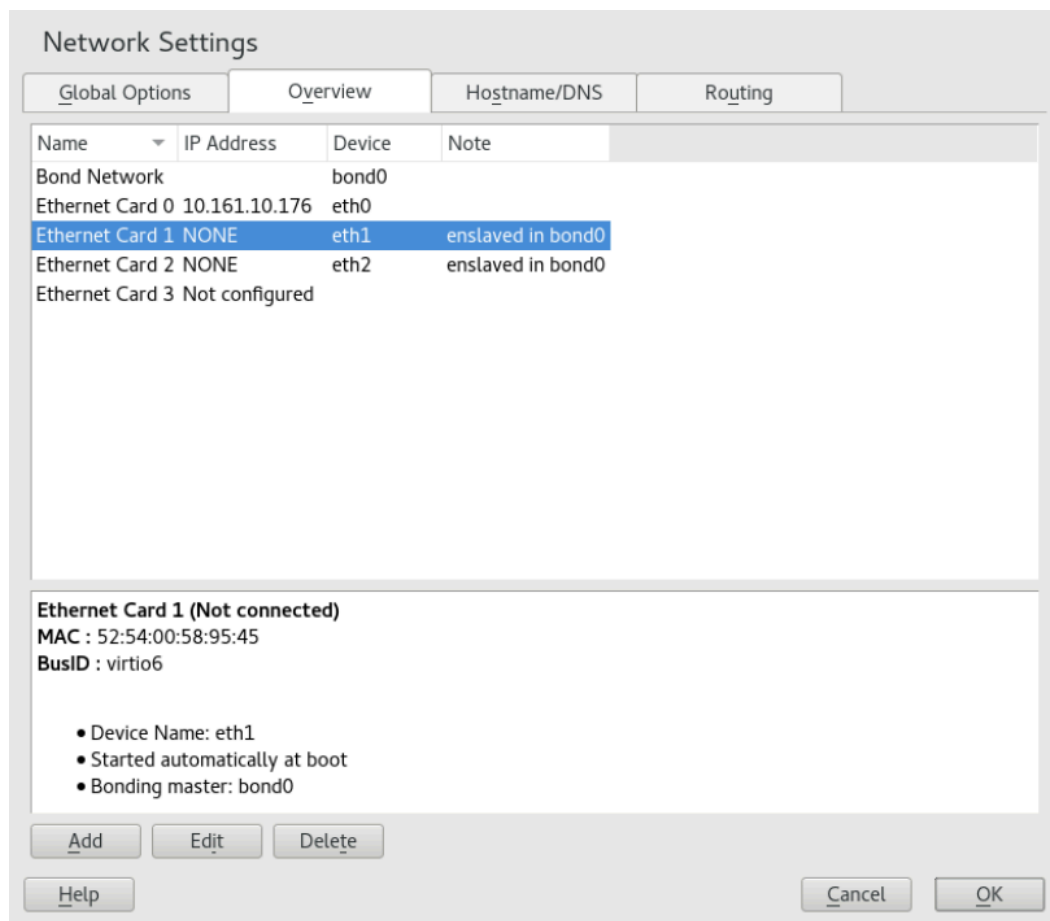 Network Settings
Global Options Overview Hostname/DNS Routing
Name IP Address Device Note
Bond Network bond0
Ethernet Card 0 10.161.10.176 eth0
Ethernet Card 1 NONE eth1 enslaved in bond0
Ethernet Card 2 NONE eth2 enslaved in bond0
Ethernet Card 3 Not configured
Ethernet Card 1 (Not connected)
MAC : 52:54:00:58:95:45
BusID : virtio6
• Device Name: eth1
• Started automatically at boot
• Bonding master: bond0
Add Edit Delete
Help Cancel OK